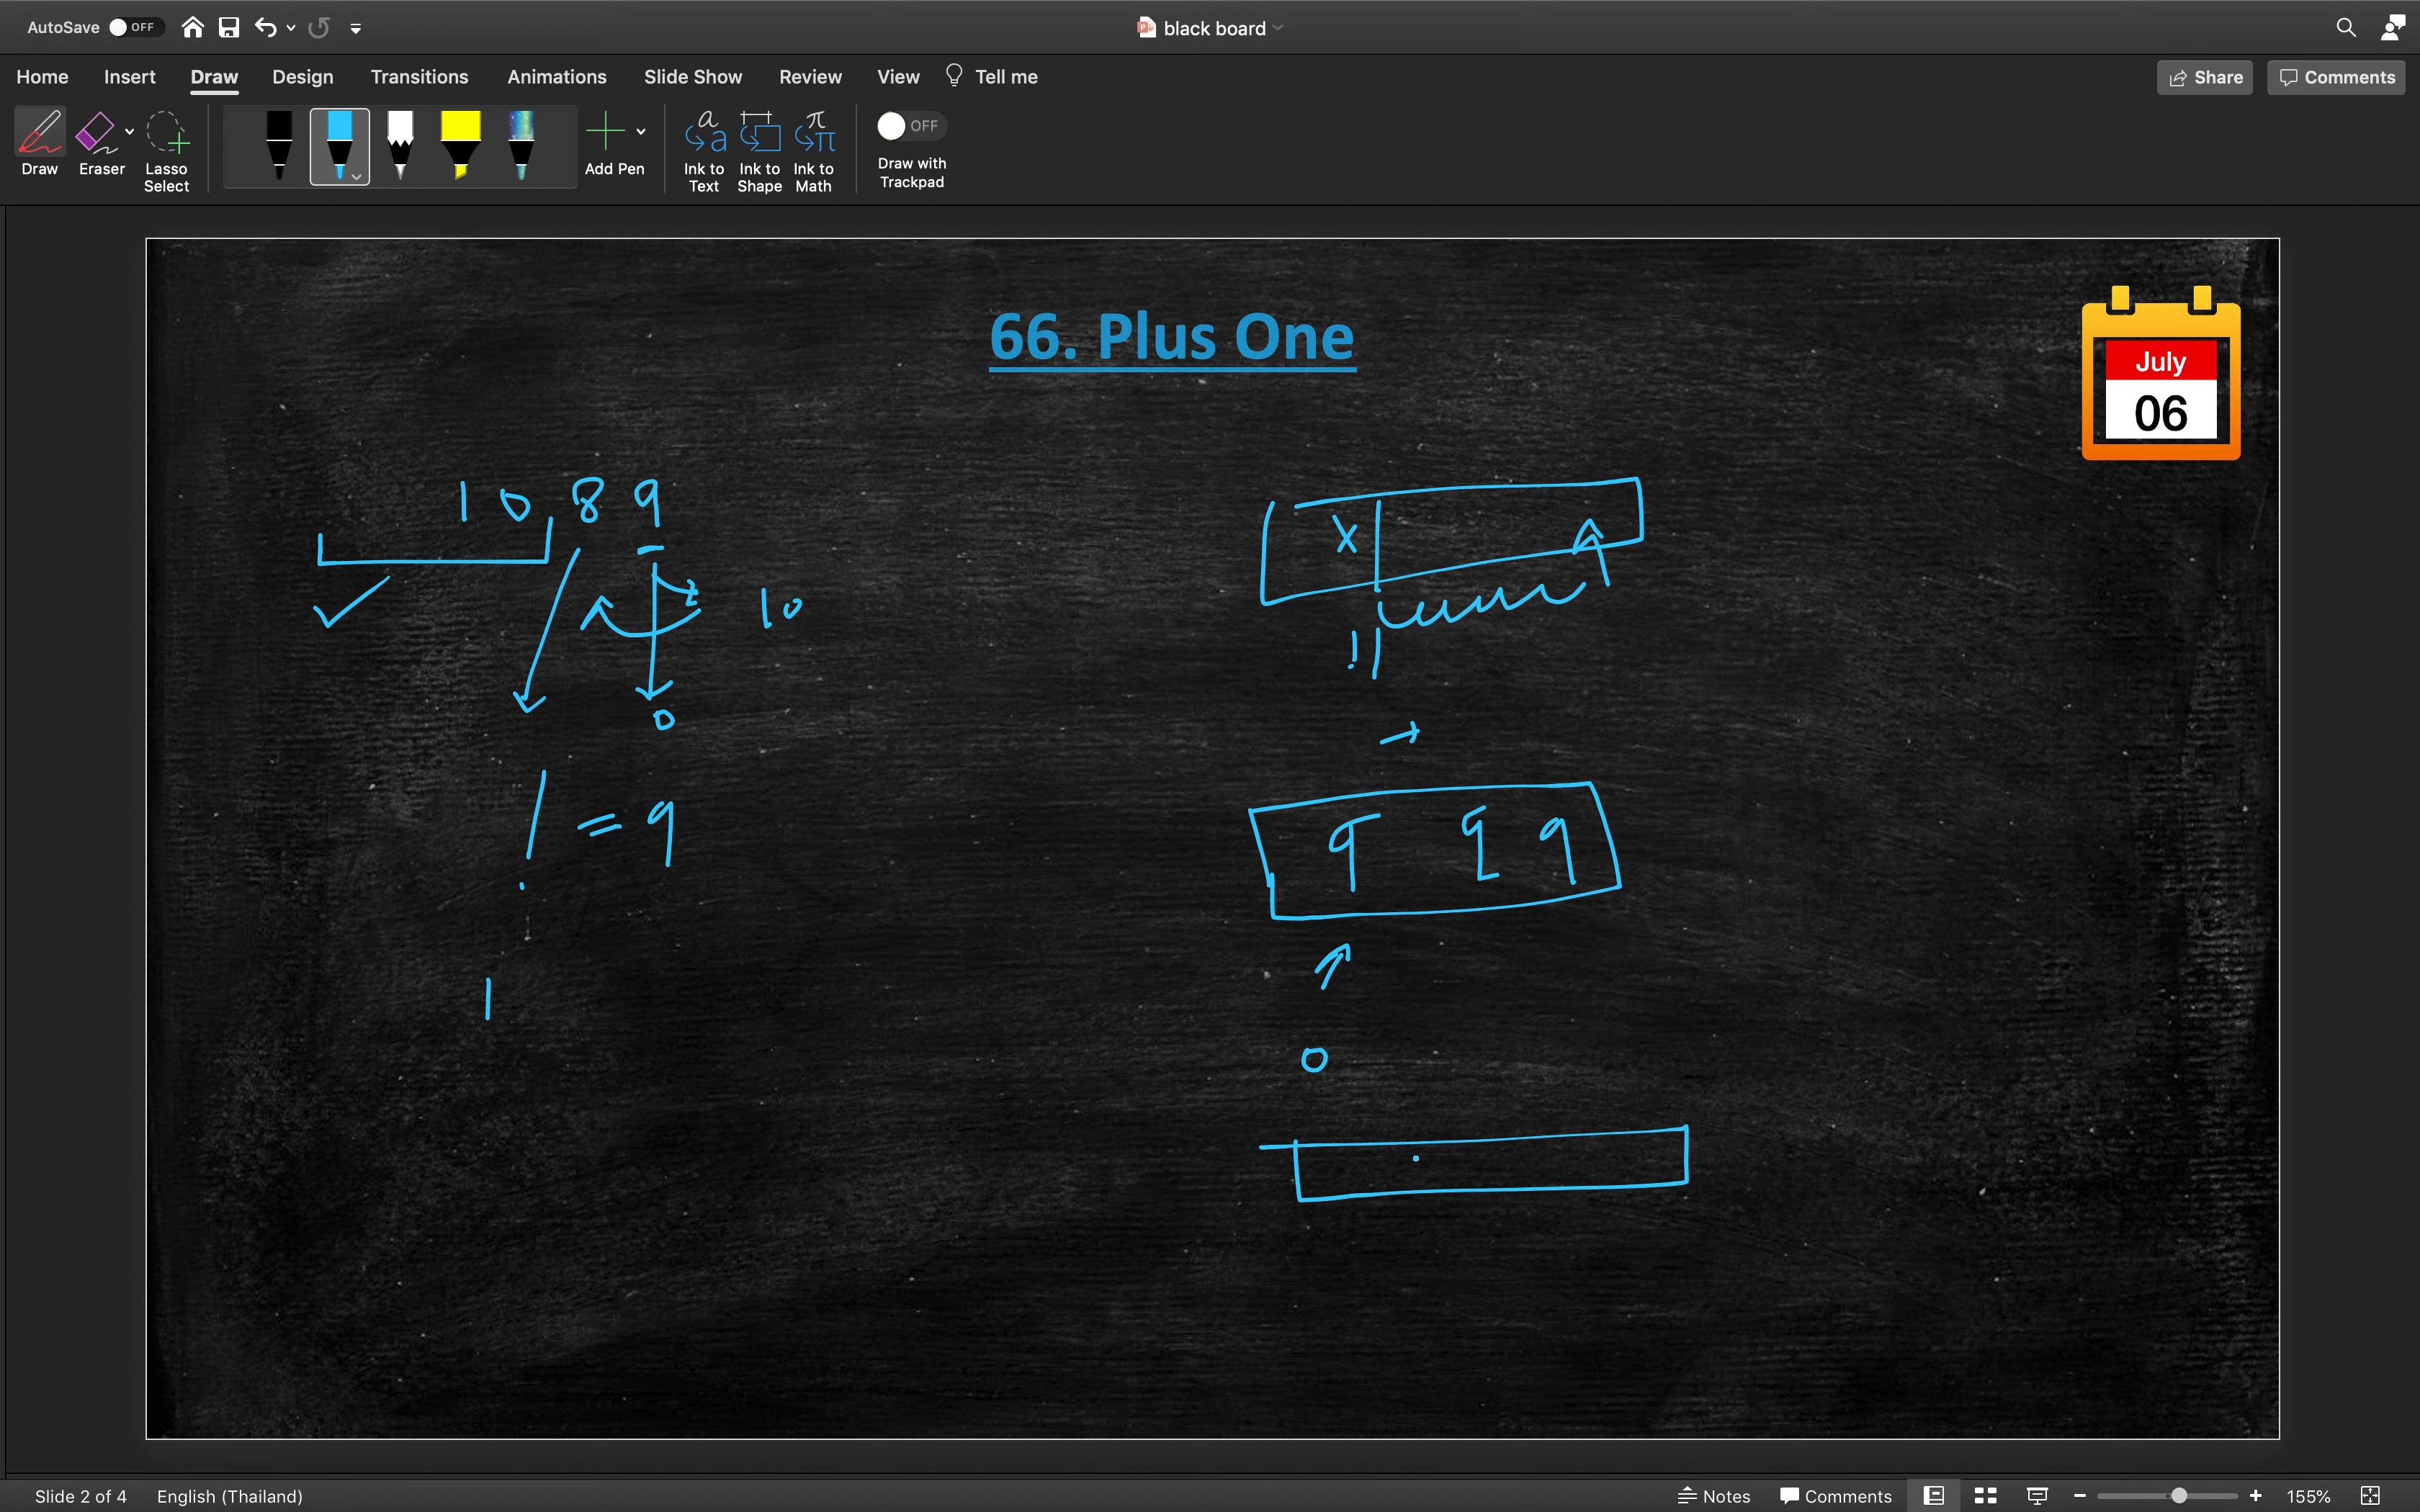 AutoSave OFF
black board
Home Insert Draw Design Transitions Animations Slide Show Review View Tell me
Share Comments
Draw
Eraser
Lasso Select
Add Pen
Ink to Text
Ink to Shape
Ink to Math
OFF
Draw with Trackpad
66. Plus One
July
06
1 0 8 9
10
0
= 9
1
X
9 9 9
0
Slide 2 of 4 English (Thailand)
Notes Comments 155%